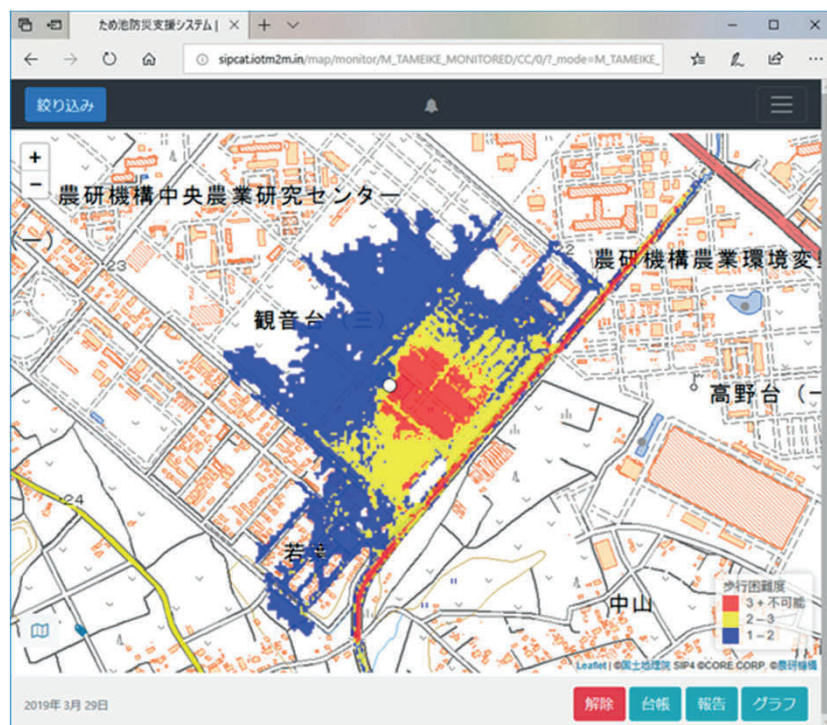 ため池防災支援システム |
sipcat.iotm2m.in/map/monitor/M_TAMEIKE_MONITORED/CC/0/?_mode=M_TAMEIKE_
絞り込み
+
−
農研機構中央農業研究センター
(一)
23
22
農研機構農業環境変
観音台(三)
高野台(一
24
若葉
中山
歩行困難度
3 + 不可能
2 – 3
1 – 2
Leaflet | ©国土地理院 SIP4 ©CORE CORP. ©農研機構
2019年 3月 29日
解除
台帳
報告
グラフ